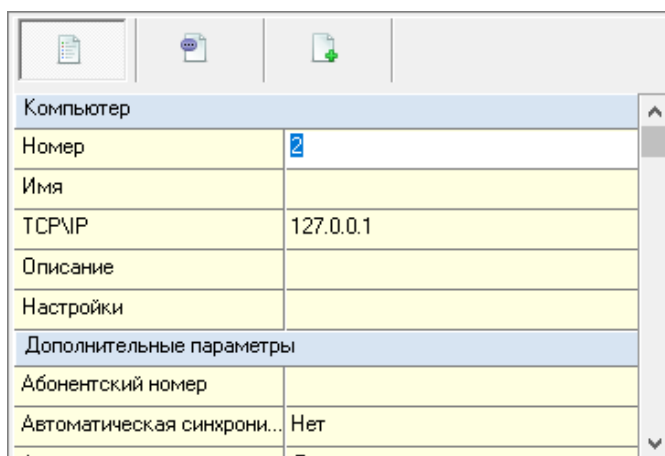 Компьютер
Номер 2
Имя
TCP\IP 127.0.0.1
Описание
Настройки
Дополнительные параметры
Абонентский номер
Автоматическая синхрони... Нет